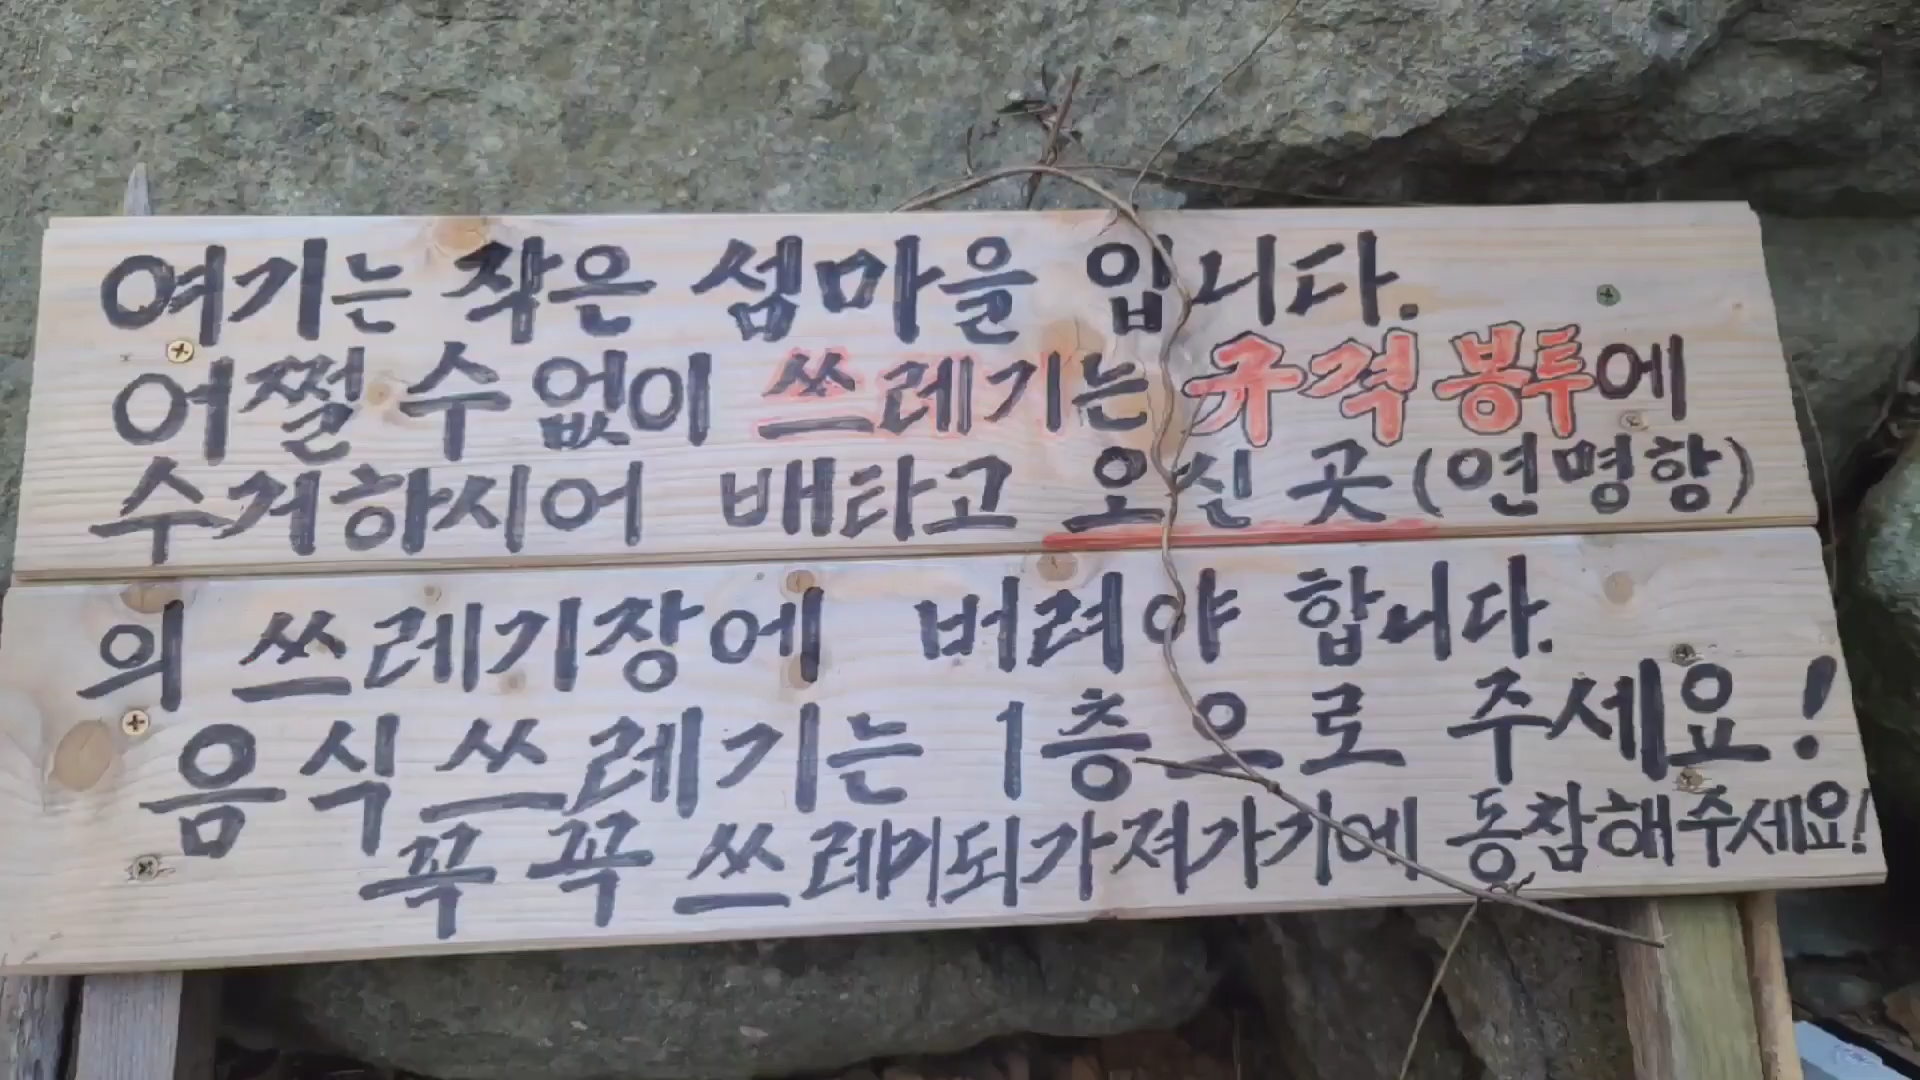 여기는 작은 섬마을 입니다.
어쩔 수 없이 쓰레기는 규격 봉투에
수거하시어 배타고 오신 곳 (연명항)
의 쓰레기장에 버려야 합니다.
음식쓰레기는 1층으로 주세요!
꼭 꼭 쓰레기되가져가기에 동참해주세요!